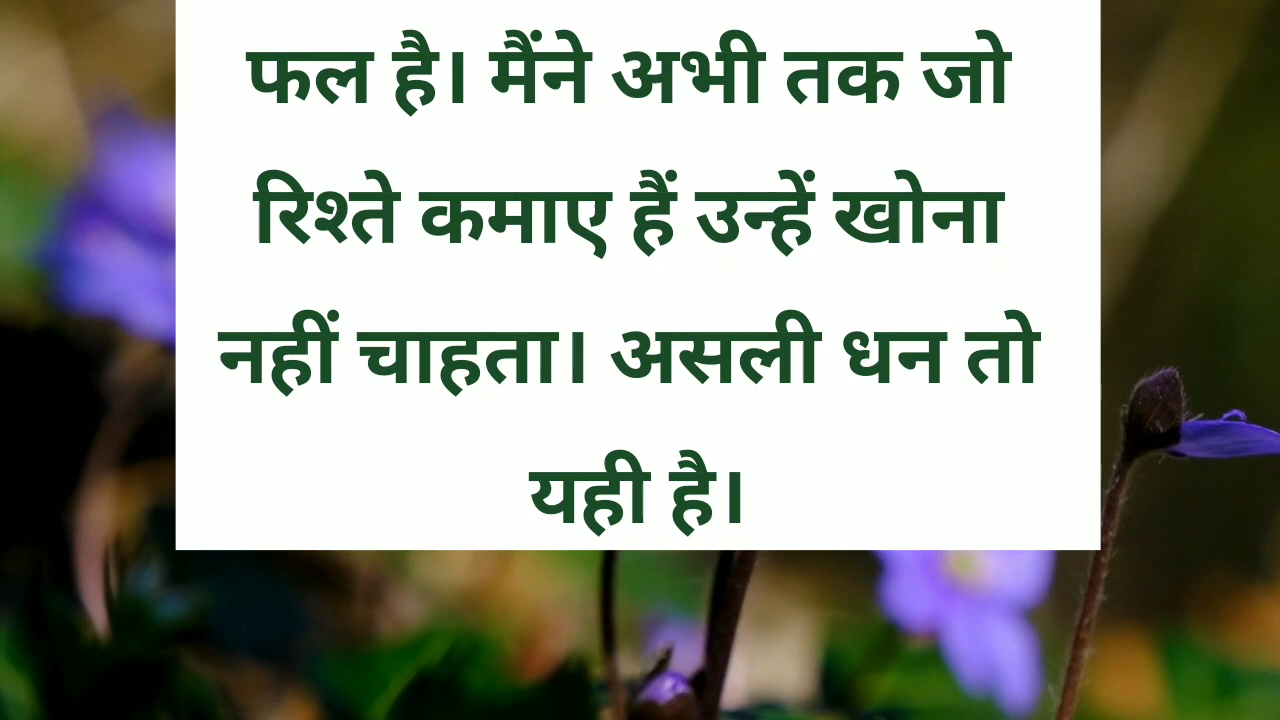 फल है। मैंने अभी तक जो
रिश्ते कमाए हैं उन्हें खोना
नहीं चाहता। असली धन तो
यही है।